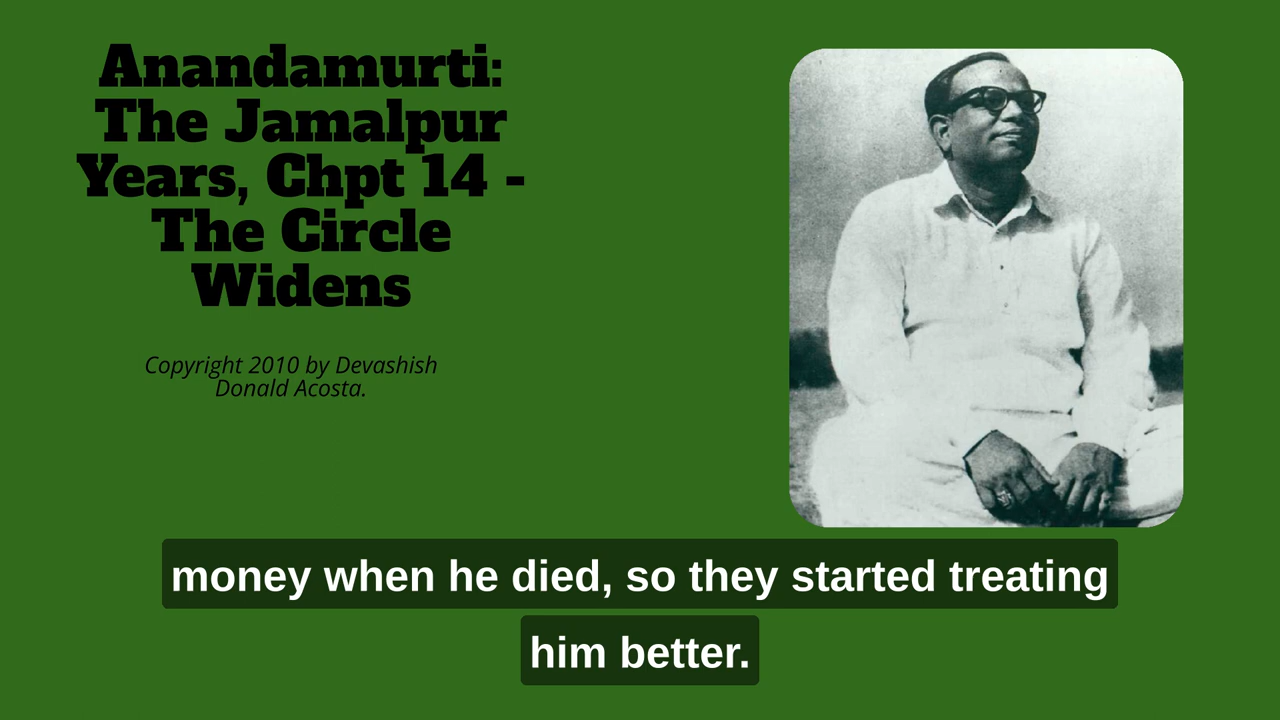 Anandamurti:
The Jamalpur
Years, Chpt 14 -
The Circle
Widens
Copyright 2010 by Devashish
Donald Acosta.
money when he died, so they started treating
him better.